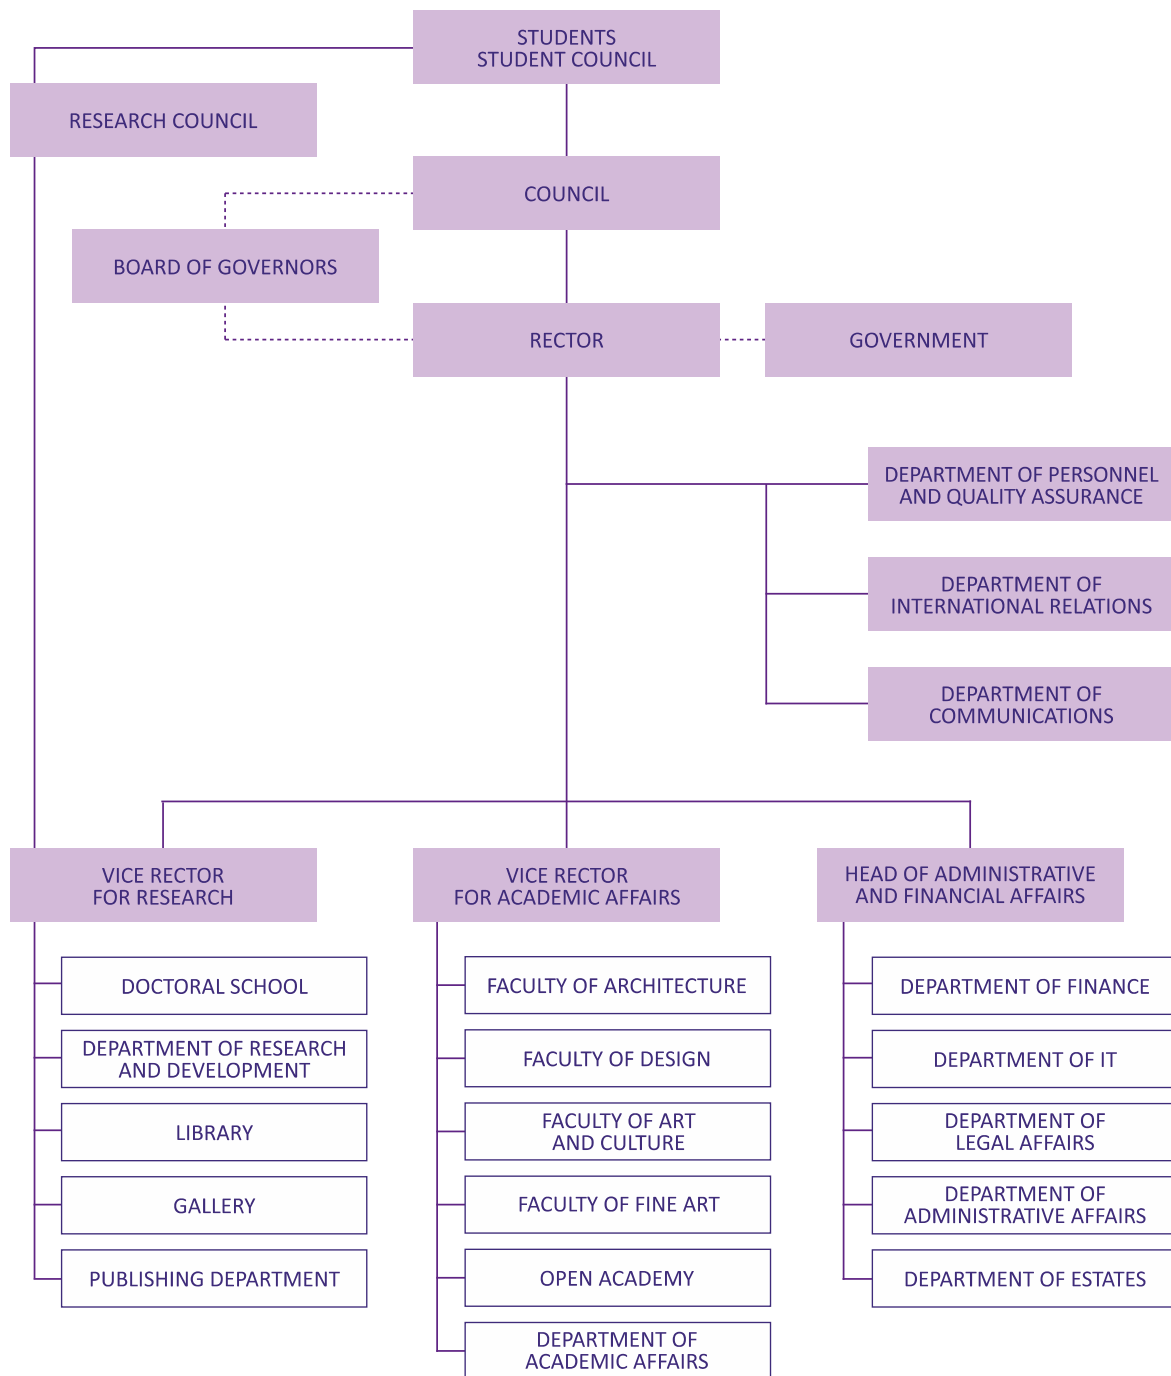 STUDENTS
STUDENT COUNCIL
RESEARCH COUNCIL
COUNCIL
BOARD OF GOVERNORS
RECTOR
GOVERNMENT
DEPARTMENT OF PERSONNEL
AND QUALITY ASSURANCE
DEPARTMENT OF
INTERNATIONAL RELATIONS
DEPARTMENT OF
COMMUNICATIONS
VICE RECTOR
FOR RESEARCH
DOCTORAL SCHOOL
DEPARTMENT OF RESEARCH
AND DEVELOPMENT
LIBRARY
GALLERY
PUBLISHING DEPARTMENT
VICE RECTOR
FOR ACADEMIC AFFAIRS
FACULTY OF ARCHITECTURE
FACULTY OF DESIGN
FACULTY OF ART
AND CULTURE
FACULTY OF FINE ART
OPEN ACADEMY
DEPARTMENT OF
ACADEMIC AFFAIRS
HEAD OF ADMINISTRATIVE
AND FINANCIAL AFFAIRS
DEPARTMENT OF FINANCE
DEPARTMENT OF IT
DEPARTMENT OF
LEGAL AFFAIRS
DEPARTMENT OF
ADMINISTRATIVE AFFAIRS
DEPARTMENT OF ESTATES